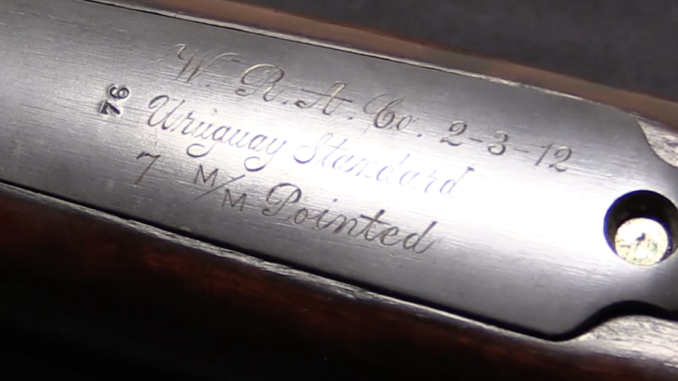 W. R. A. Co. 2-3-12
76
Uruguay Standard
7 M/M Pointed